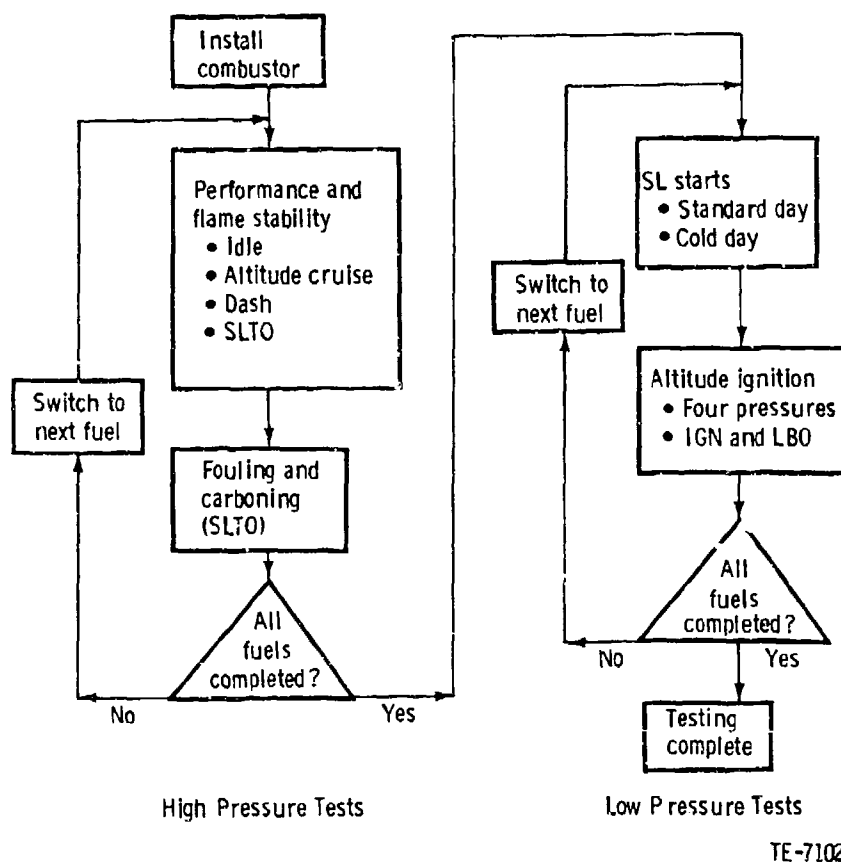 Install
combustor
Performance and
flame stability
• Idle
• Altitude cruise
• Dash
• SLTO
Switch to
next fuel
Fouling and
carboning
(SLTO)
All
fuels
completed?
No
Yes
High Pressure Tests
SL starts
• Standard day
• Cold day
Switch to
next fuel
Altitude ignition
• Four pressures
• IGN and LBO
All
fuels
completed?
No
Yes
Testing
complete
Low Pressure Tests
TE-7102